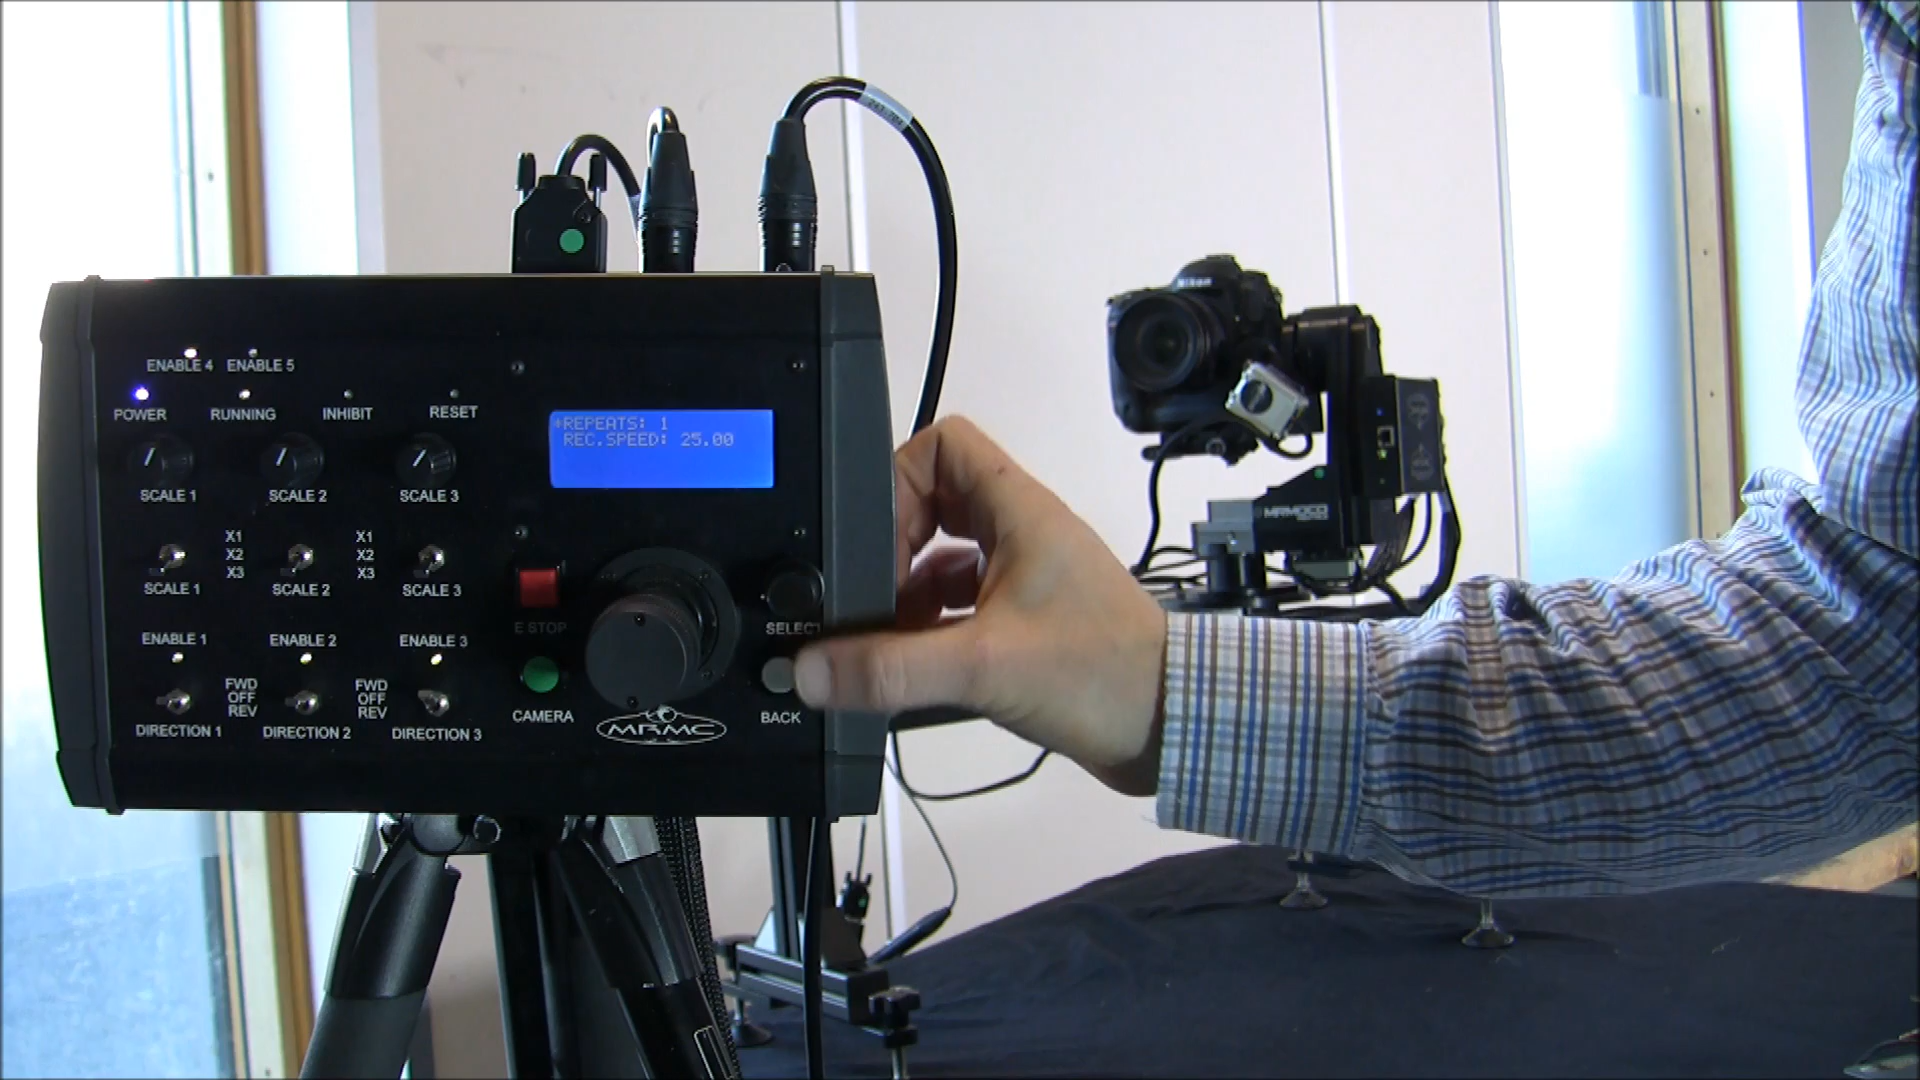 ENABLE 4 ENABLE 5
POWER RUNNING INHIBIT RESET
REPEATS: 1
REC.SPEED: 25.00
SCALE 1 SCALE 2 SCALE 3
X1 X1
X2 X2
X3 X3
SCALE 1 SCALE 2 SCALE 3
E STOP SELECT
ENABLE 1 ENABLE 2 ENABLE 3
FWD FWD
OFF OFF
REV REV
DIRECTION 1 DIRECTION 2 DIRECTION 3
CAMERA BACK
MRMC
Nikon
MRMOCO